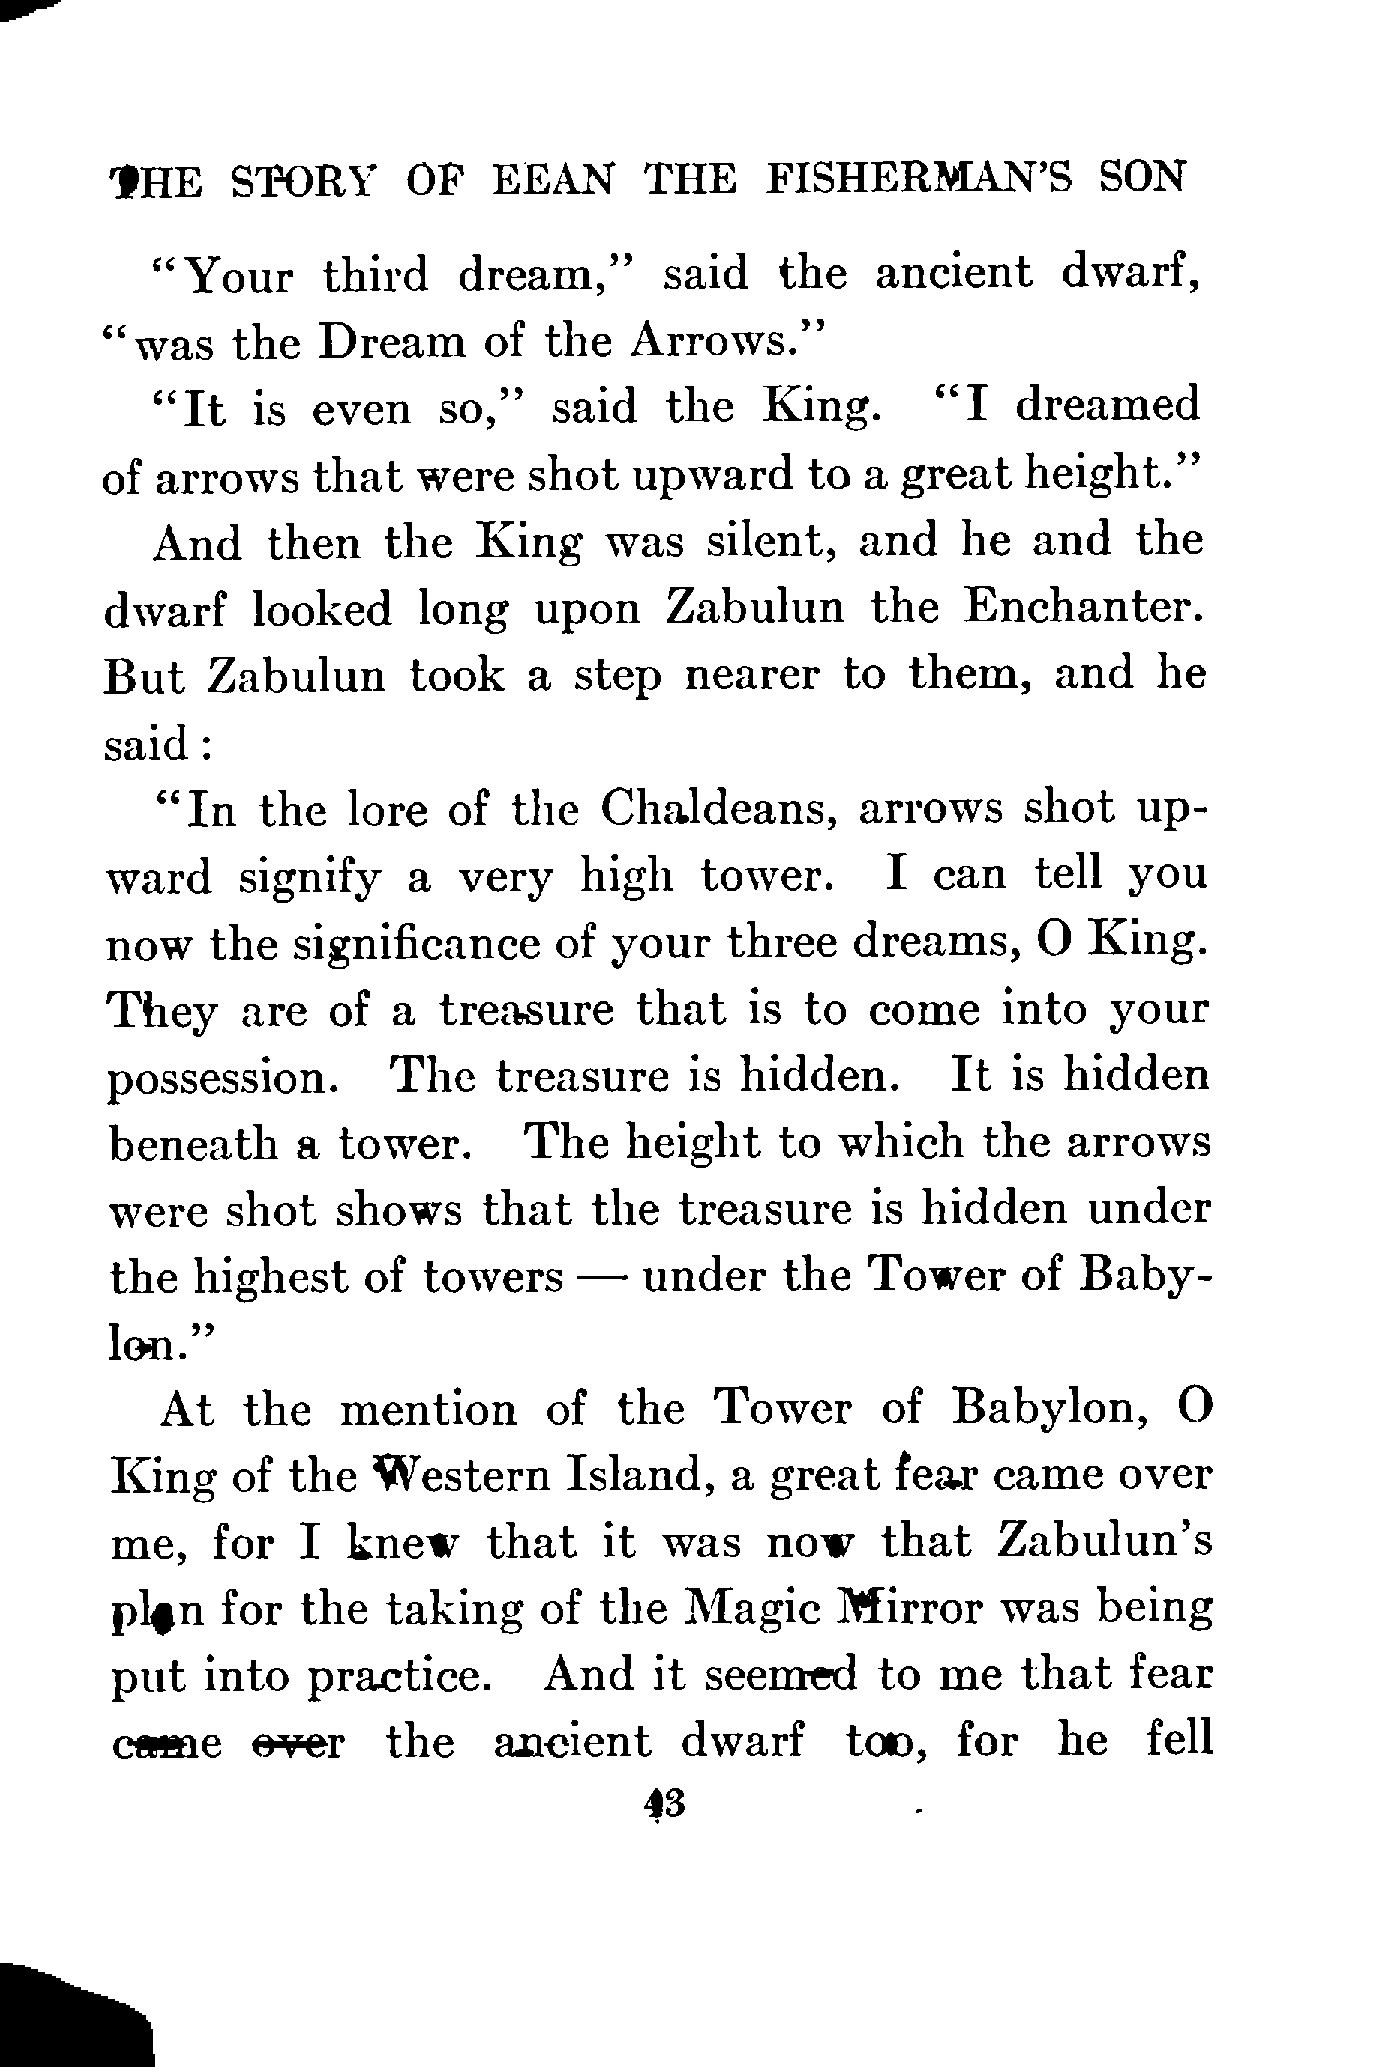 THE STORY OF EEAN THE FISHERMAN'S SON
"Your third dream," said the ancient dwarf,
"was the Dream of the Arrows."
"It is even so," said the King. "I dreamed
of arrows that were shot upward to a great height."
And then the King was silent, and he and the
dwarf looked long upon Zabulun the Enchanter.
But Zabulun took a step nearer to them, and he
said:
"In the lore of the Chaldeans, arrows shot up-
ward signify a very high tower. I can tell you
now the significance of your three dreams, O King.
They are of a treasure that is to come into your
possession. The treasure is hidden. It is hidden
beneath a tower. The height to which the arrows
were shot shows that the treasure is hidden under
the highest of towers — under the Tower of Baby-
lon."
At the mention of the Tower of Babylon, O
King of the Western Island, a great fear came over
me, for I knew that it was now that Zabulun's
plan for the taking of the Magic Mirror was being
put into practice. And it seemed to me that fear
came over the ancient dwarf too, for he fell
43